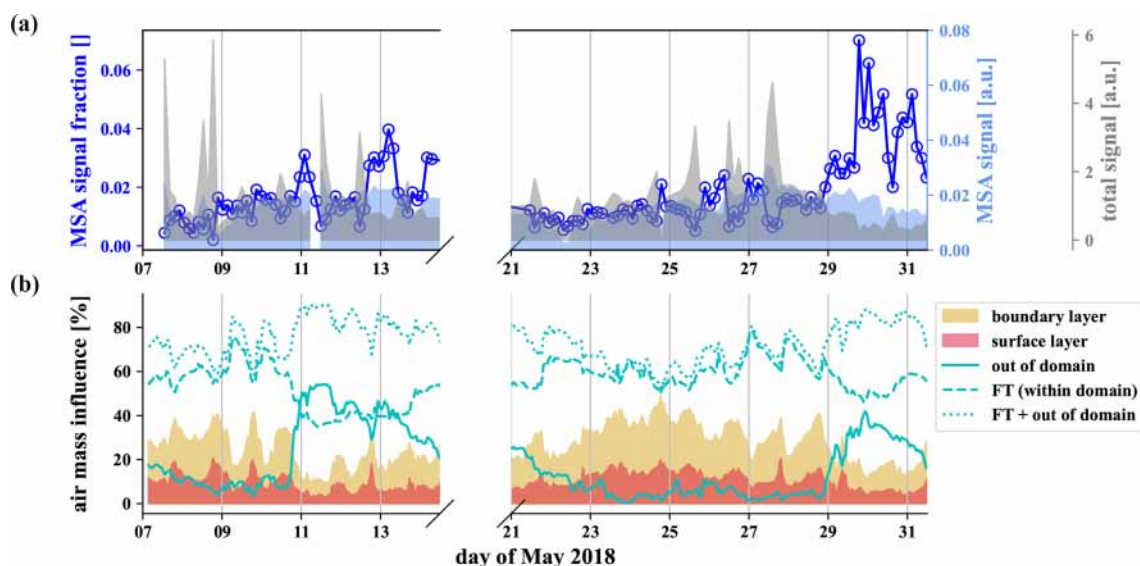 (a)
MSA signal fraction []
0.06
0.04
0.02
0.00
07 09 11 13
21 23 25 27 29 31
0.08
0.06
0.04
0.02
0.00
MSA signal [a.u.]
6
4
2
0
total signal [a.u.]
(b)
air mass influence [%]
80
60
40
20
0
07 09 11 13
21 23 25 27 29 31
day of May 2018
boundary layer
surface layer
out of domain
FT (within domain)
FT + out of domain